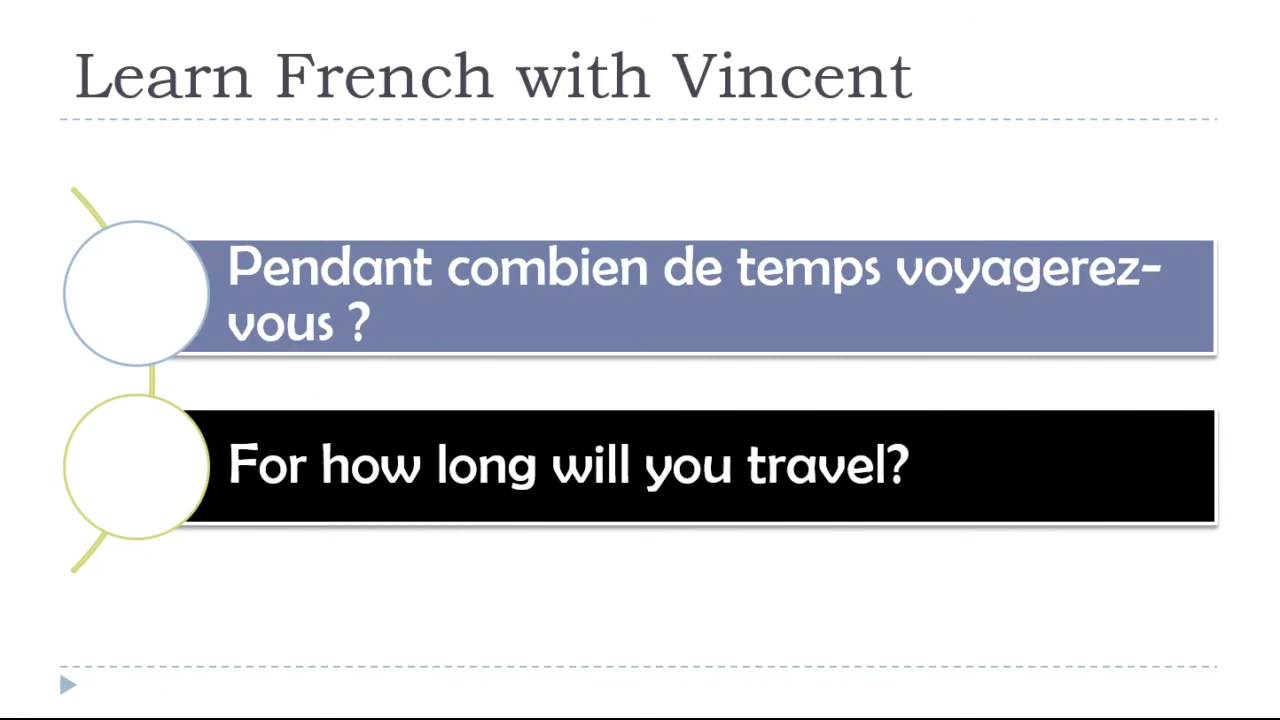 Learn French with Vincent
Pendant combien de temps voyagerez-
vous ?
For how long will you travel?